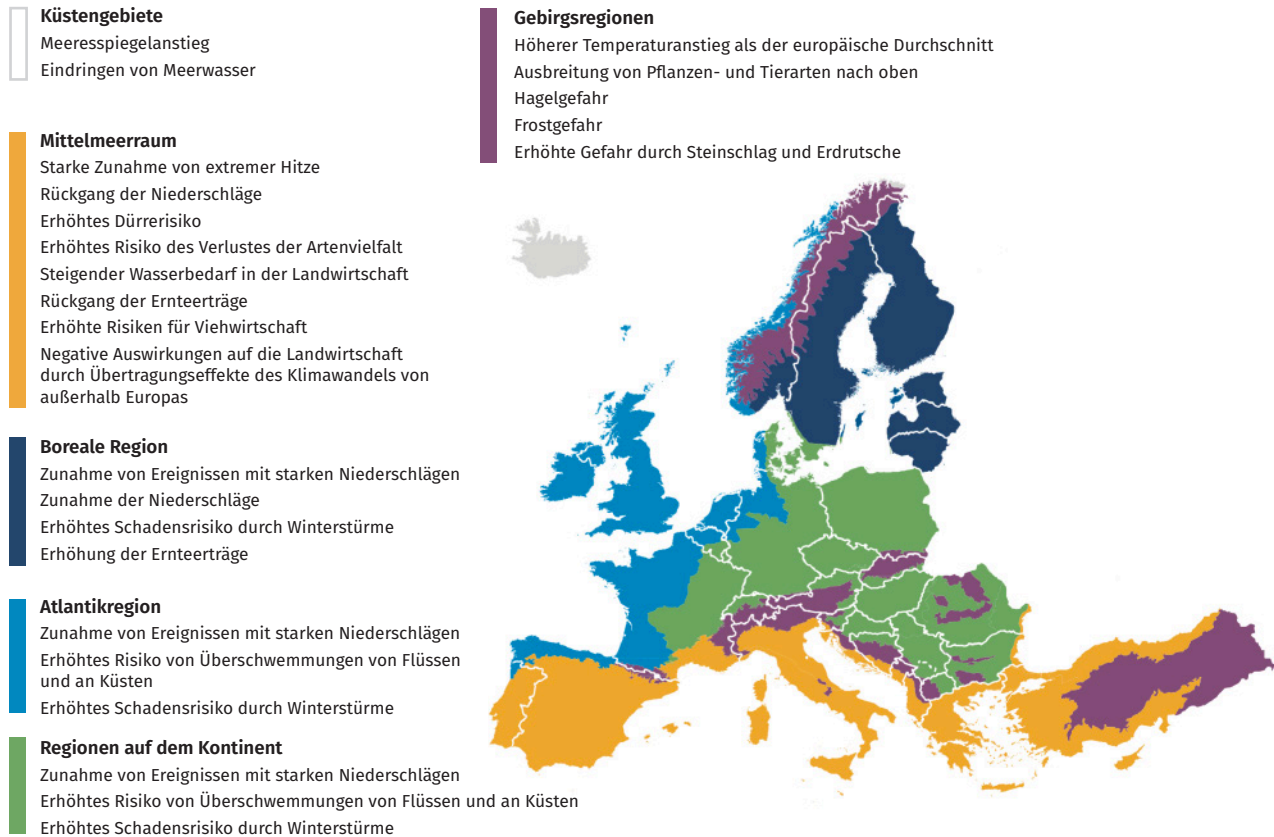 Küstengebiete
Meeresspiegelanstieg
Eindringen von Meerwasser
Mittelmeerraum
Starke Zunahme von extremer Hitze
Rückgang der Niederschläge
Erhöhtes Dürrerisiko
Erhöhtes Risiko des Verlustes der Artenvielfalt
Steigender Wasserbedarf in der Landwirtschaft
Rückgang der Ernteerträge
Erhöhte Risiken für Viehwirtschaft
Negative Auswirkungen auf die Landwirtschaft
durch Übertragungseffekte des Klimawandels von
außerhalb Europas
Boreale Region
Zunahme von Ereignissen mit starken Niederschlägen
Zunahme der Niederschläge
Erhöhtes Schadensrisiko durch Winterstürme
Erhöhung der Ernteerträge
Atlantikregion
Zunahme von Ereignissen mit starken Niederschlägen
Erhöhtes Risiko von Überschwemmungen von Flüssen
und an Küsten
Erhöhtes Schadensrisiko durch Winterstürme
Regionen auf dem Kontinent
Zunahme von Ereignissen mit starken Niederschlägen
Erhöhtes Risiko von Überschwemmungen von Flüssen und an Küsten
Erhöhtes Schadensrisiko durch Winterstürme
Gebirgsregionen
Höherer Temperaturanstieg als der europäische Durchschnitt
Ausbreitung von Pflanzen- und Tierarten nach oben
Hagelgefahr
Frostgefahr
Erhöhte Gefahr durch Steinschlag und Erdrutsche